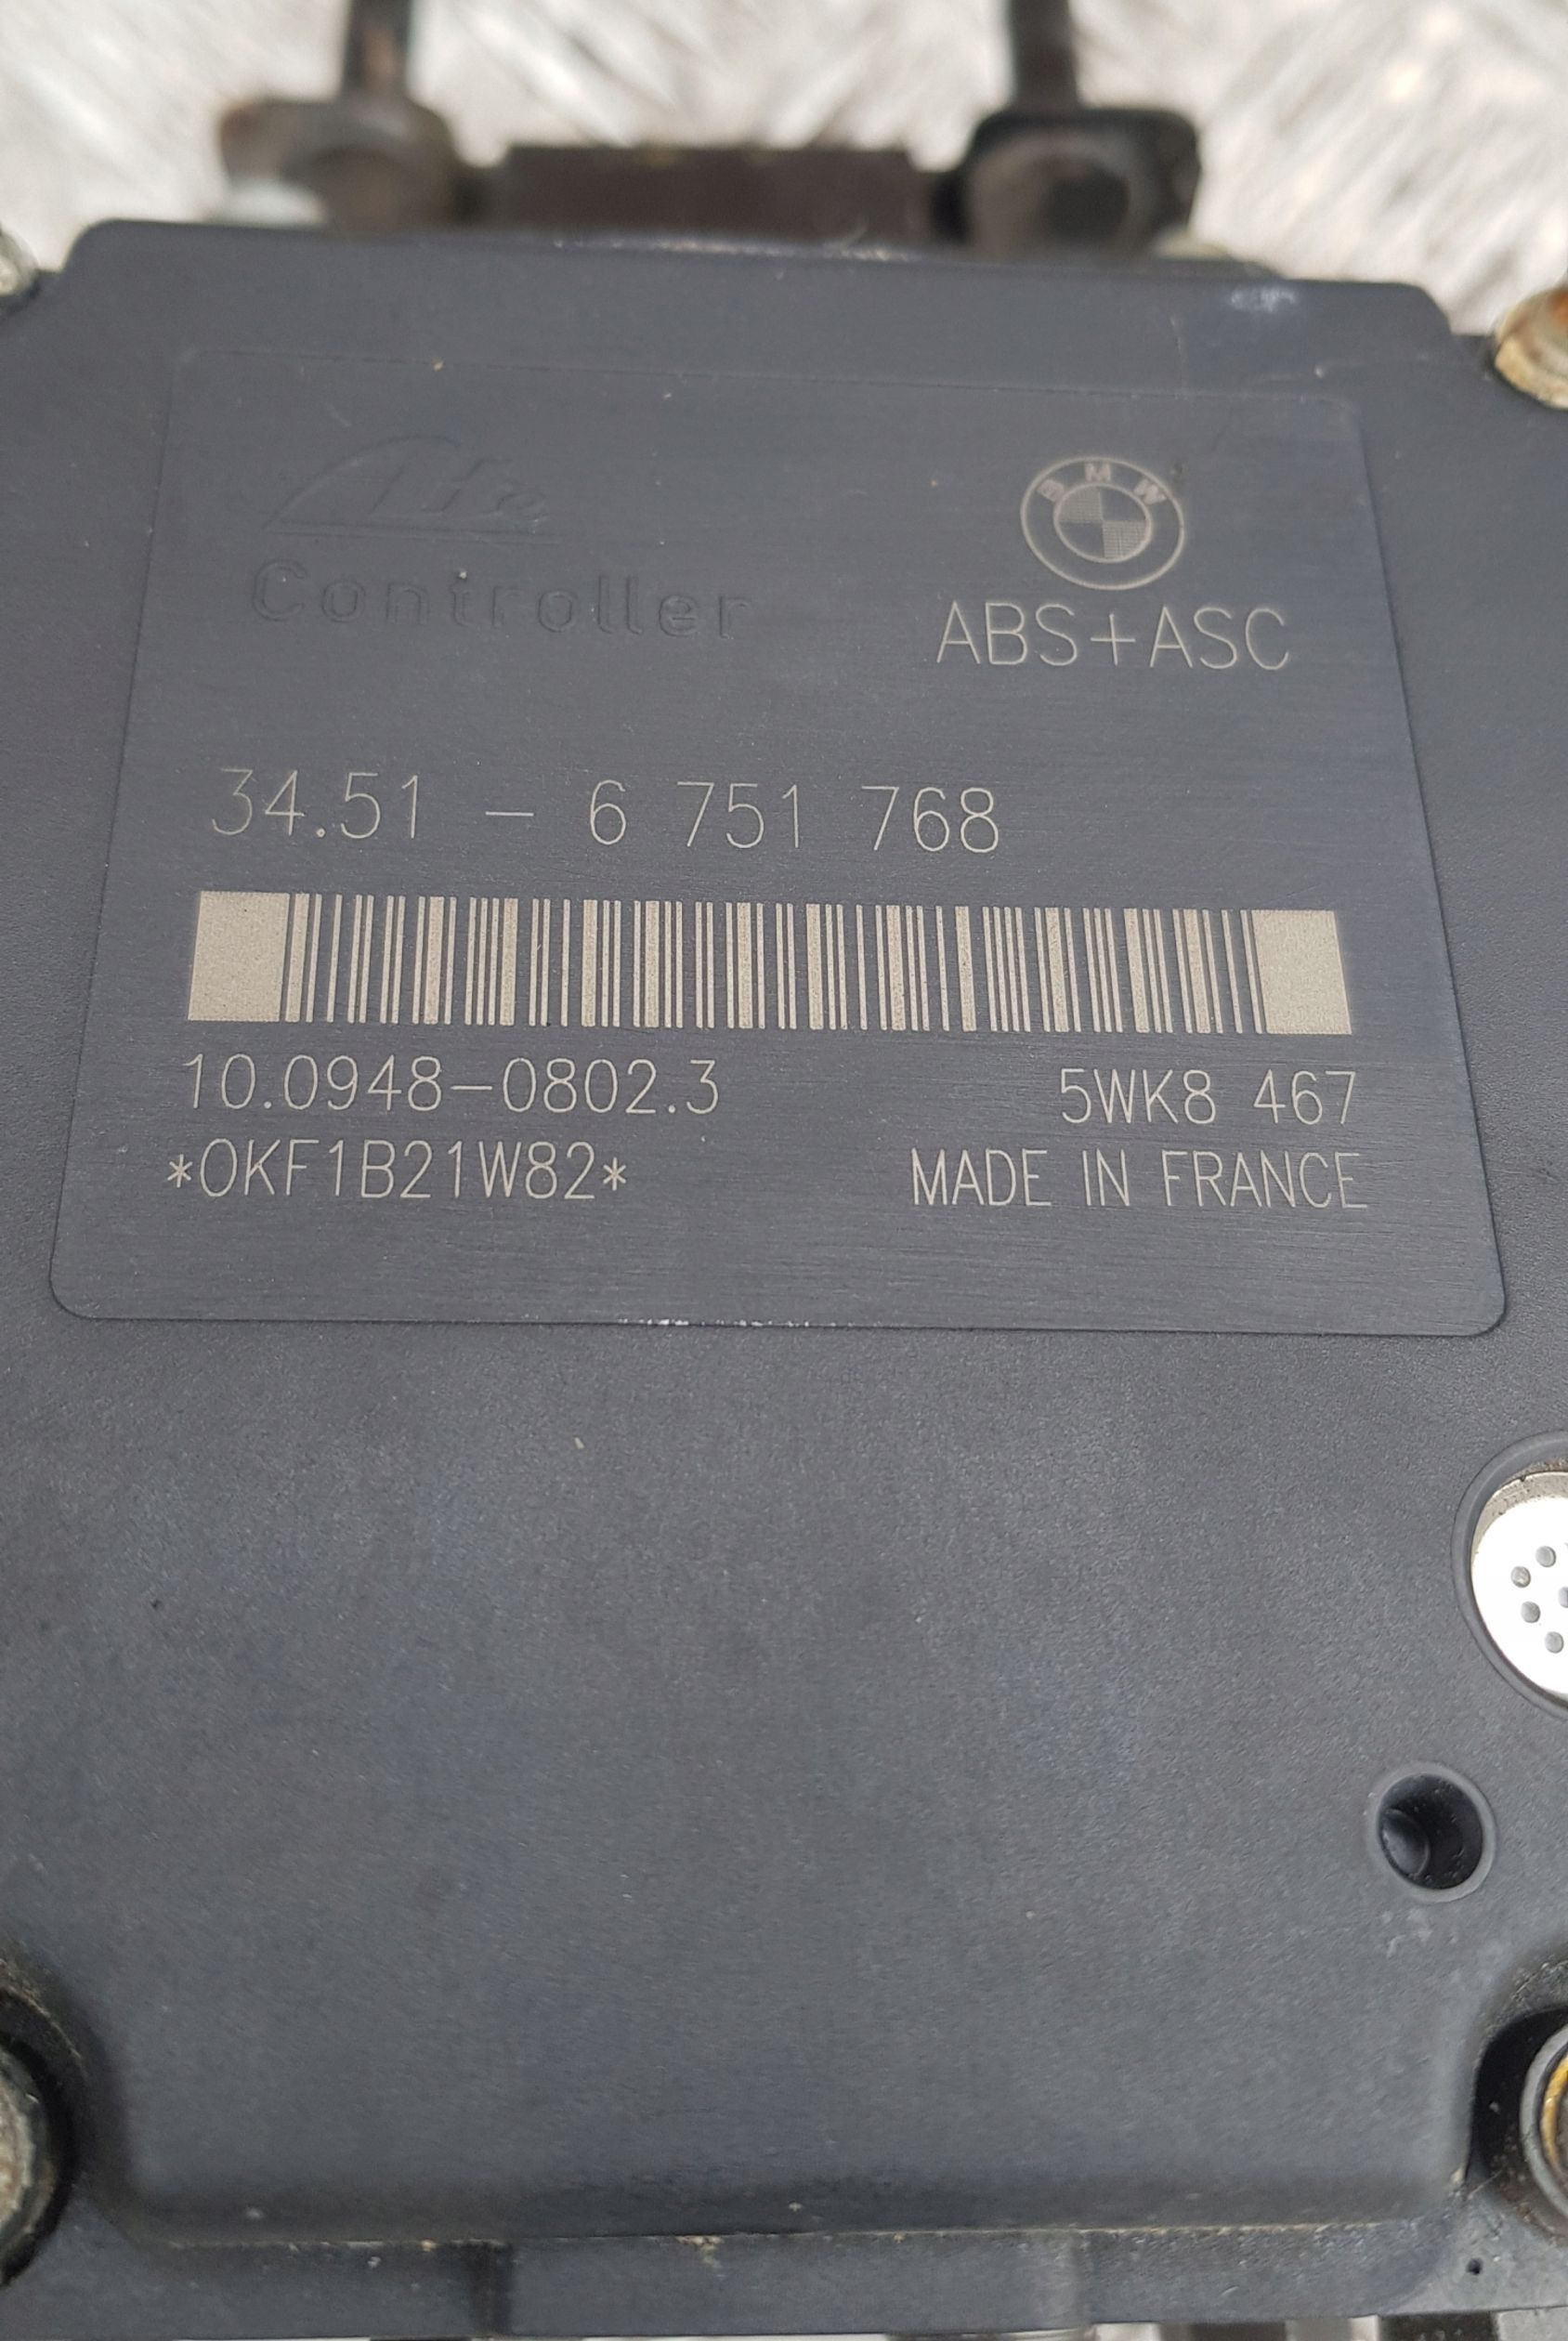 Ate
BMW
Controller
ABS+ASC
34.51 - 6 751 768
10.0948-0802.3
5WK8 467
*0KF1B21W82*
MADE IN FRANCE